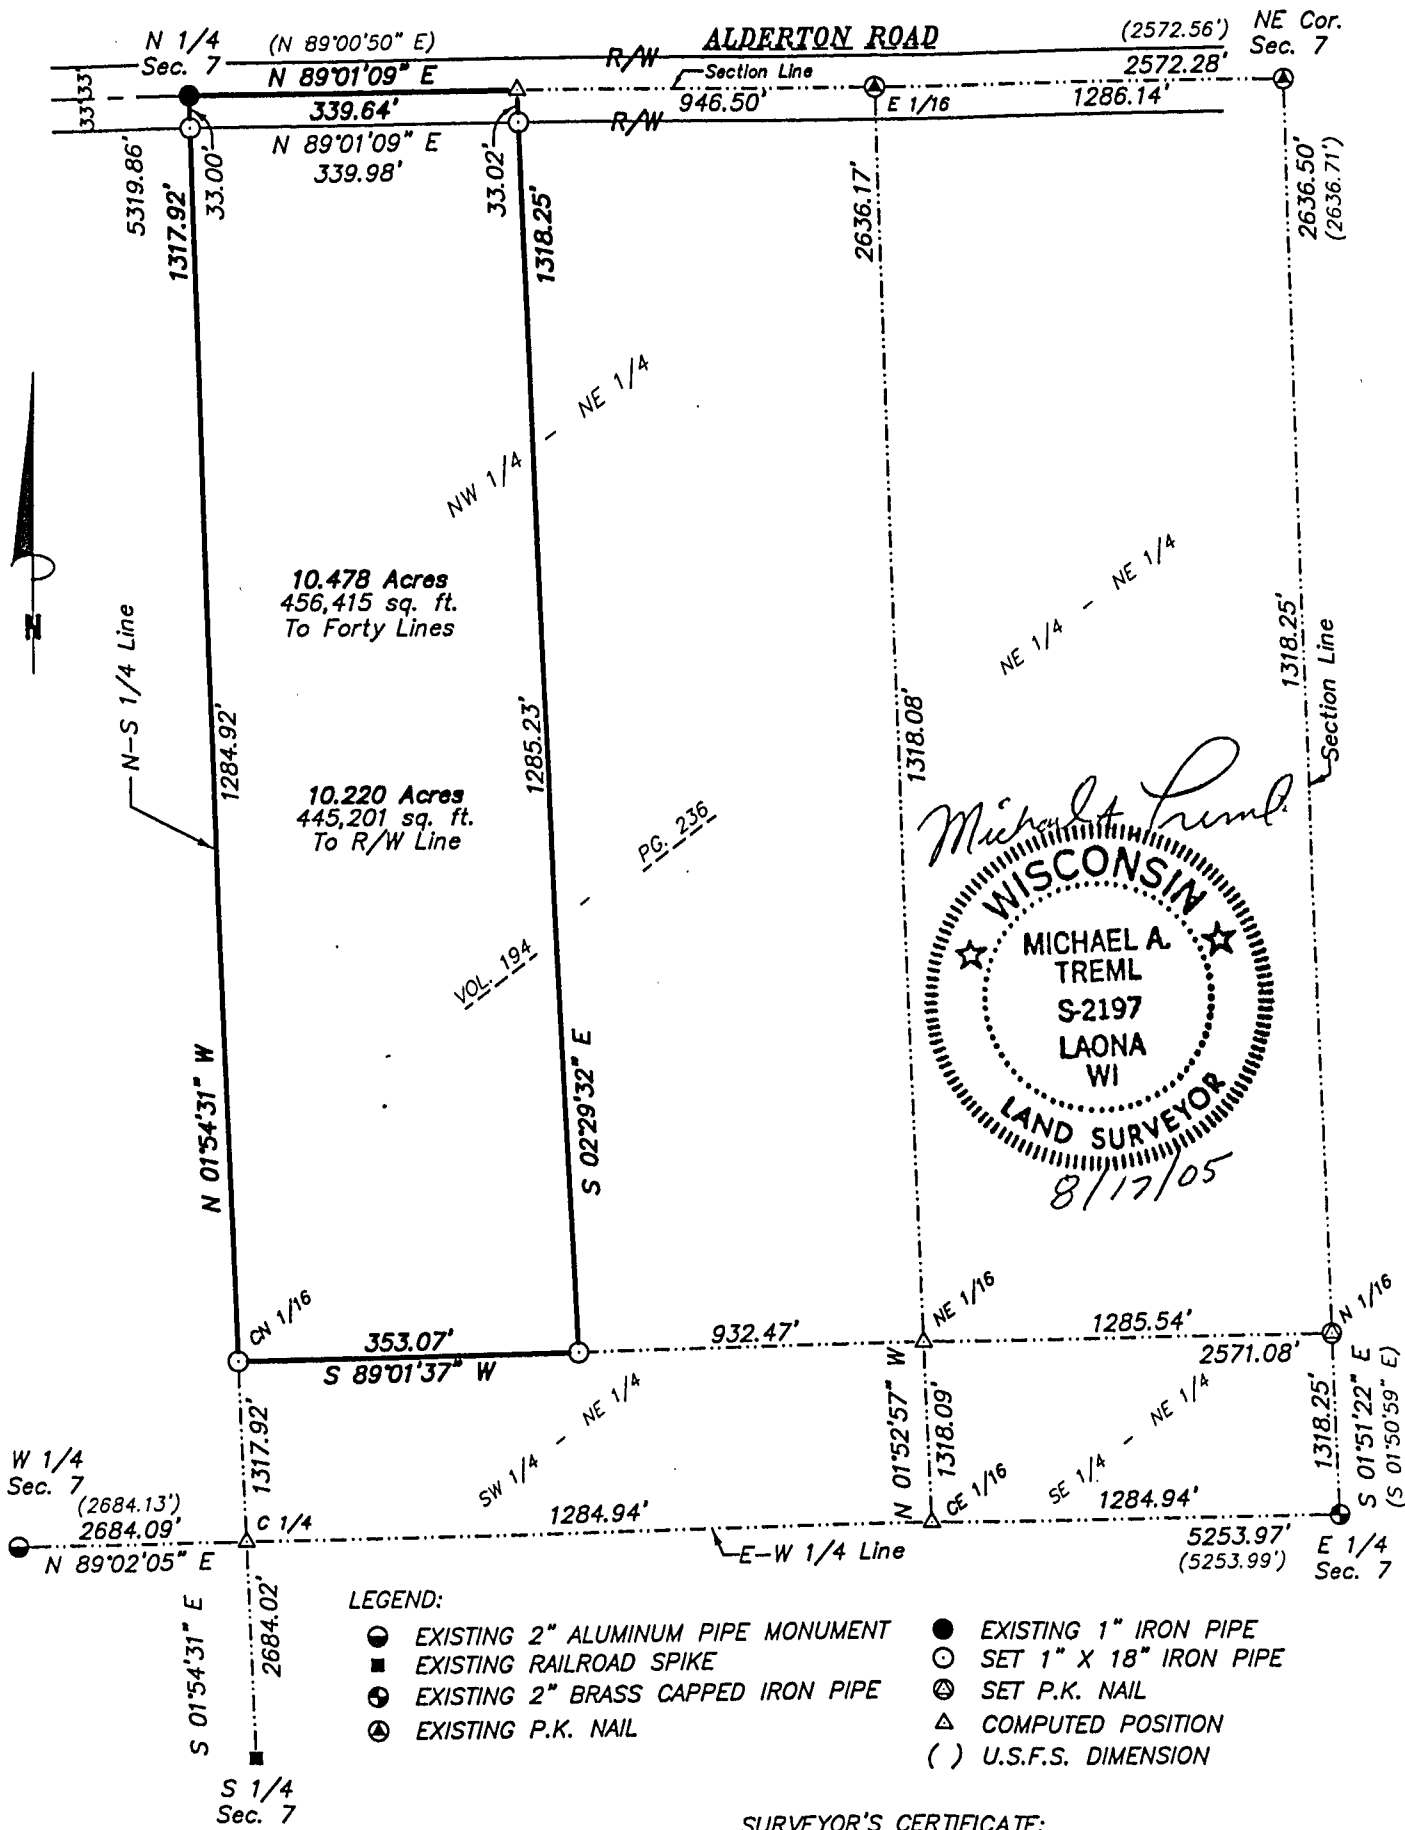 N 1/4
Sec. 7
(N 89°00'50" E)
N 89°01'09" E
R/W
ALDERTON ROAD
(2572.56')
NE Cor.
Sec. 7
Section Line
2572.28'
33'
33'
339.64'
946.50'
E 1/16
1286.14'
R/W
N 89°01'09" E
339.98'
5319.86'
1317.92'
33.00'
33.02'
1318.25'
2636.17'
2636.50'
(2636.71')
NW 1/4 - NE 1/4
N
10.478 Acres
456,415 sq. ft.
To Forty Lines
NE 1/4 - NE 1/4
N-S 1/4 Line
1284.92'
1285.23'
1318.08'
1318.25'
Section Line
10.220 Acres
445,201 sq. ft.
To R/W Line
VOL. 194 - PG. 236
Michael A. Treml
WISCONSIN
MICHAEL A.
TREML
S-2197
LAONA
WI
LAND SURVEYOR
8/17/05
N 01°54'31" W
S 02°29'32" E
CN 1/16
353.07'
S 89°01'37" W
932.47'
NE 1/16
1285.54'
2571.08'
N 1/16
1317.92'
SW 1/4 - NE 1/4
N 01°52'57" W
1318.09'
SE 1/4 - NE 1/4
1318.25'
S 01°51'22" E
(S 01°50'59" E)
W 1/4
Sec. 7
(2684.13')
2684.09'
N 89°02'05" E
C 1/4
1284.94'
E-W 1/4 Line
CE 1/16
1284.94'
5253.97'
(5253.99')
E 1/4
Sec. 7
S 01°54'31" E
2684.02'
S 1/4
Sec. 7
LEGEND:
EXISTING 2" ALUMINUM PIPE MONUMENT
EXISTING RAILROAD SPIKE
EXISTING 2" BRASS CAPPED IRON PIPE
EXISTING P.K. NAIL
EXISTING 1" IRON PIPE
SET 1" X 18" IRON PIPE
SET P.K. NAIL
COMPUTED POSITION
( ) U.S.F.S. DIMENSION
SURVEYOR'S CERTIFICATE: